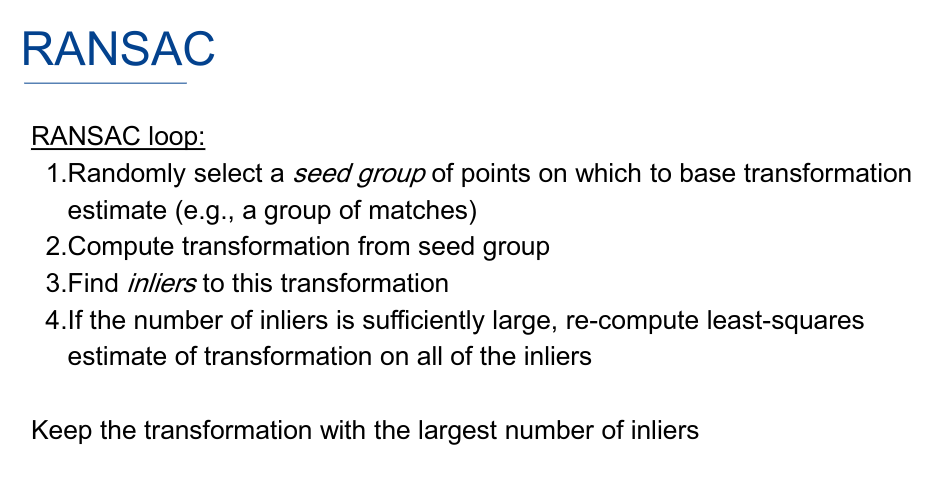 RANSAC
RANSAC loop:
1.Randomly select a seed group of points on which to base transformation
estimate (e.g., a group of matches)
2.Compute transformation from seed group
3.Find inliers to this transformation
4.If the number of inliers is sufficiently large, re-compute least-squares
estimate of transformation on all of the inliers
Keep the transformation with the largest number of inliers